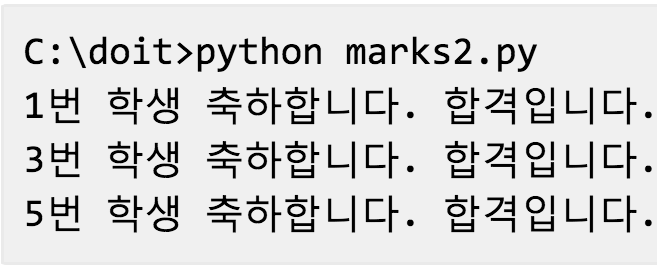 C:\doit>python marks2.py
1번 학생 축하합니다. 합격입니다.
3번 학생 축하합니다. 합격입니다.
5번 학생 축하합니다. 합격입니다.